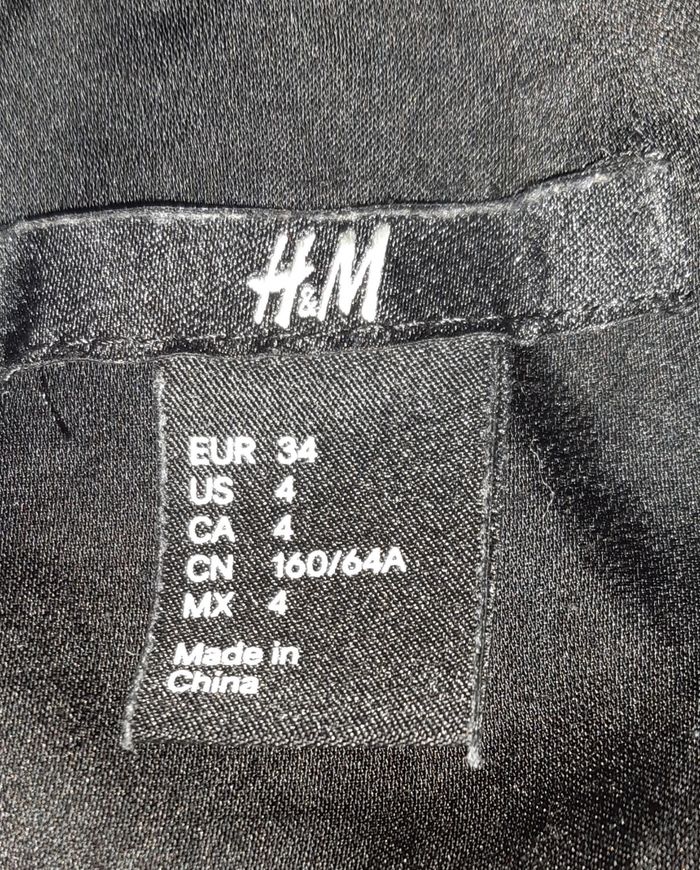 H&M
EUR 34
US 4
CA 4
CN 160/64A
MX 4
Made in
China